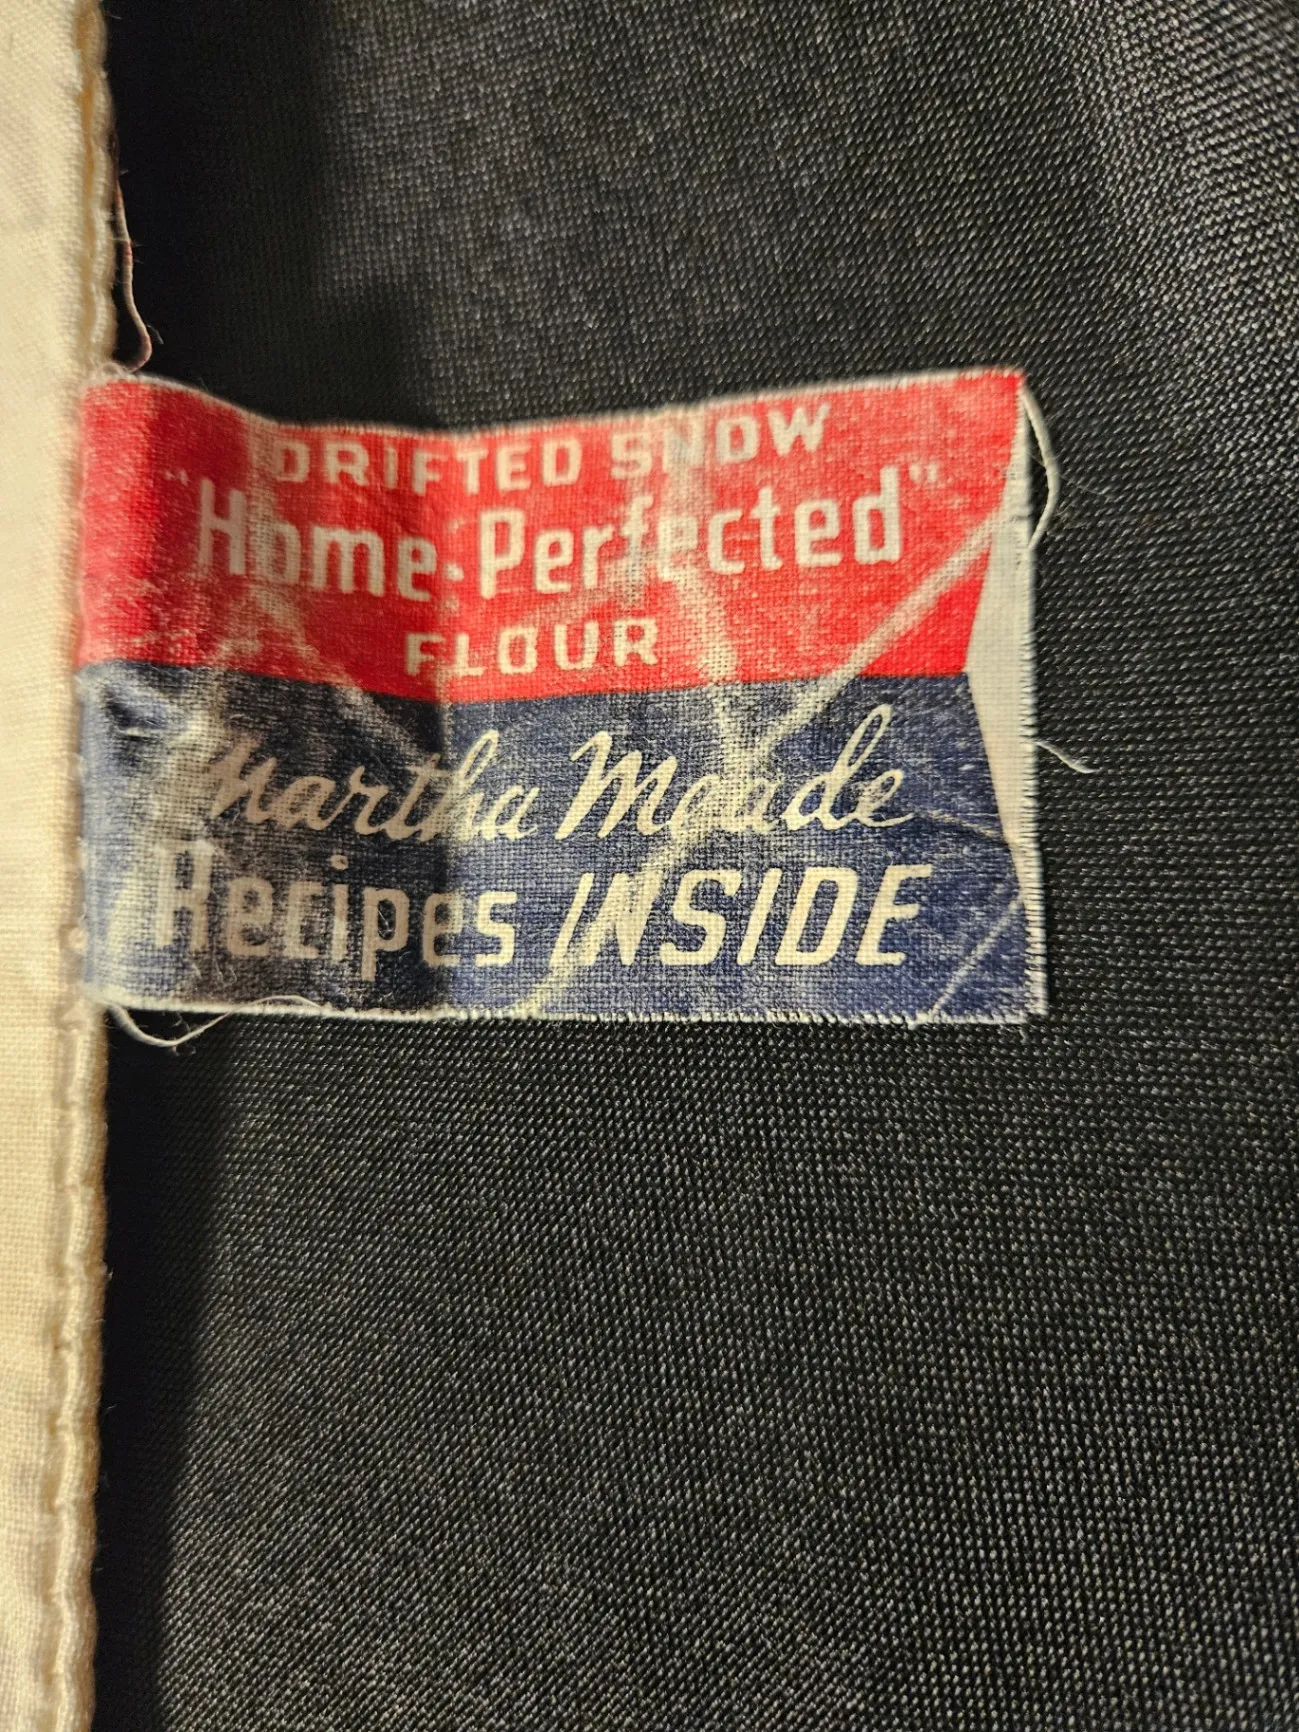 DRIFTED SNOW
"Home-Perfected"
FLOUR
Martha Meade
Recipes INSIDE